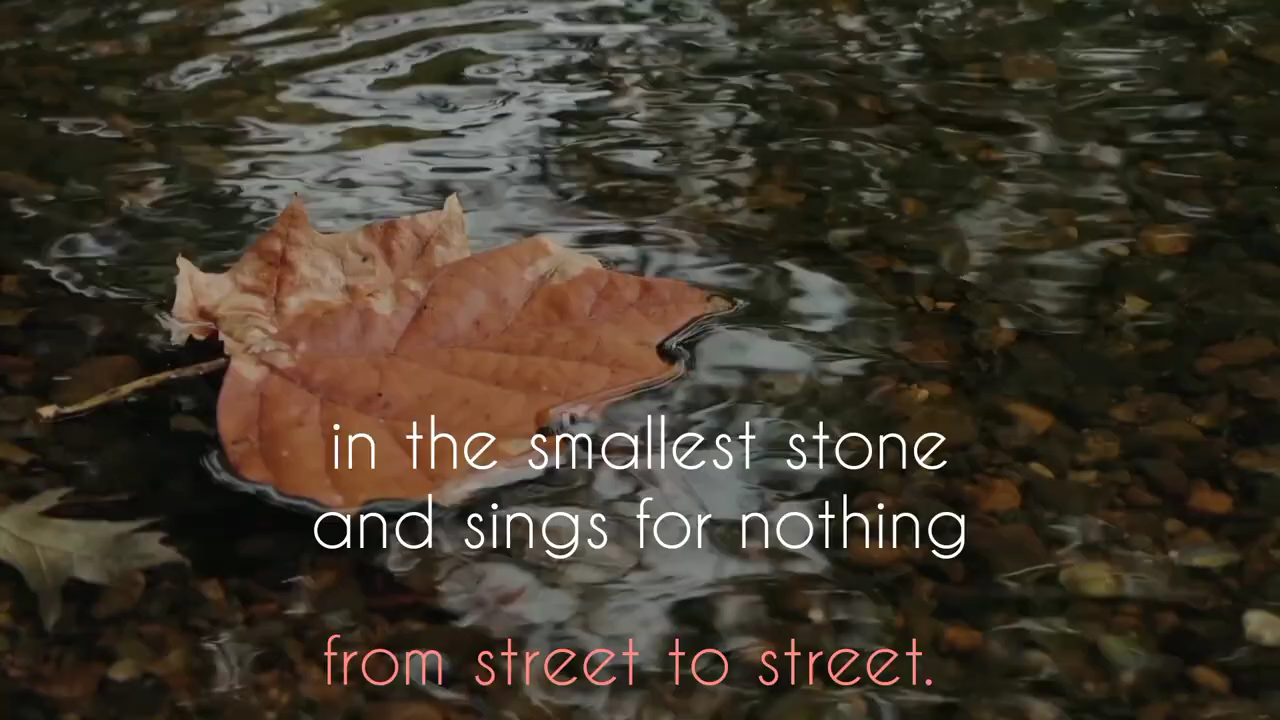 in the smallest stone
and sings for nothing
from street to street.